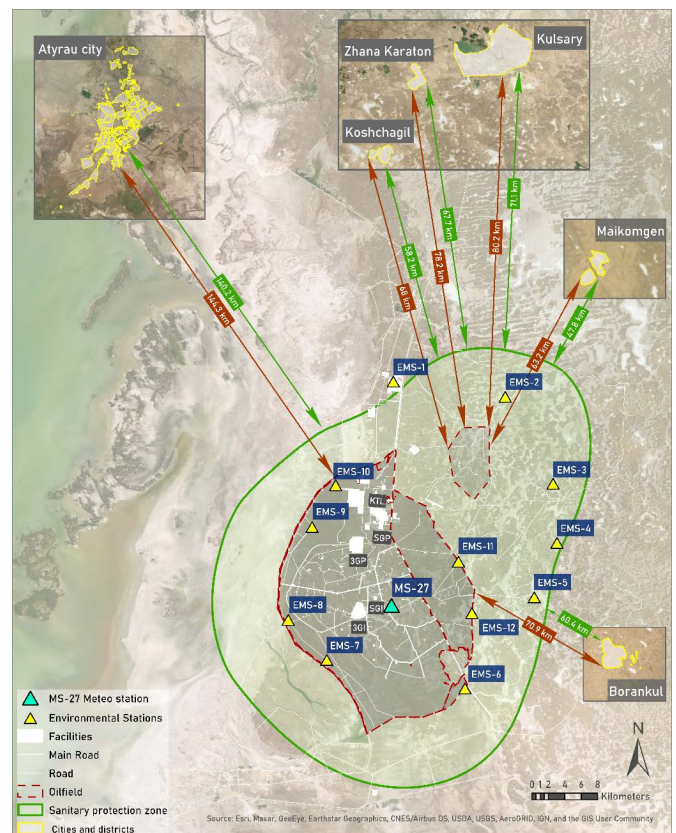 Atyrau city
Zhana Karaton
Kulsary
Koshchagil
Maikomgen
140.2 km
144.3 km
58.2 km
68 km
67.7 km
78.2 km
80.2 km
71.1 km
63.2 km
47.8 km
EMS-1
EMS-2
EMS-3
EMS-4
EMS-5
EMS-10
EMS-9
KTL
SGP
3GP
EMS-11
MS-27
SGI
3GI
EMS-8
EMS-12
EMS-7
EMS-6
70.9 km
60.4 km
Borankul
MS-27 Meteo station
Environmental Stations
Facilities
Main Road
Road
Oilfield
Sanitary protection zone
Cities and districts
N
0 1 2 4 6 8
Kilometers
Source: Esri, Maxar, GeoEye, Earthstar Geographics, CNES/Airbus DS, USDA, USGS, AeroGRID, IGN, and the GIS User Community